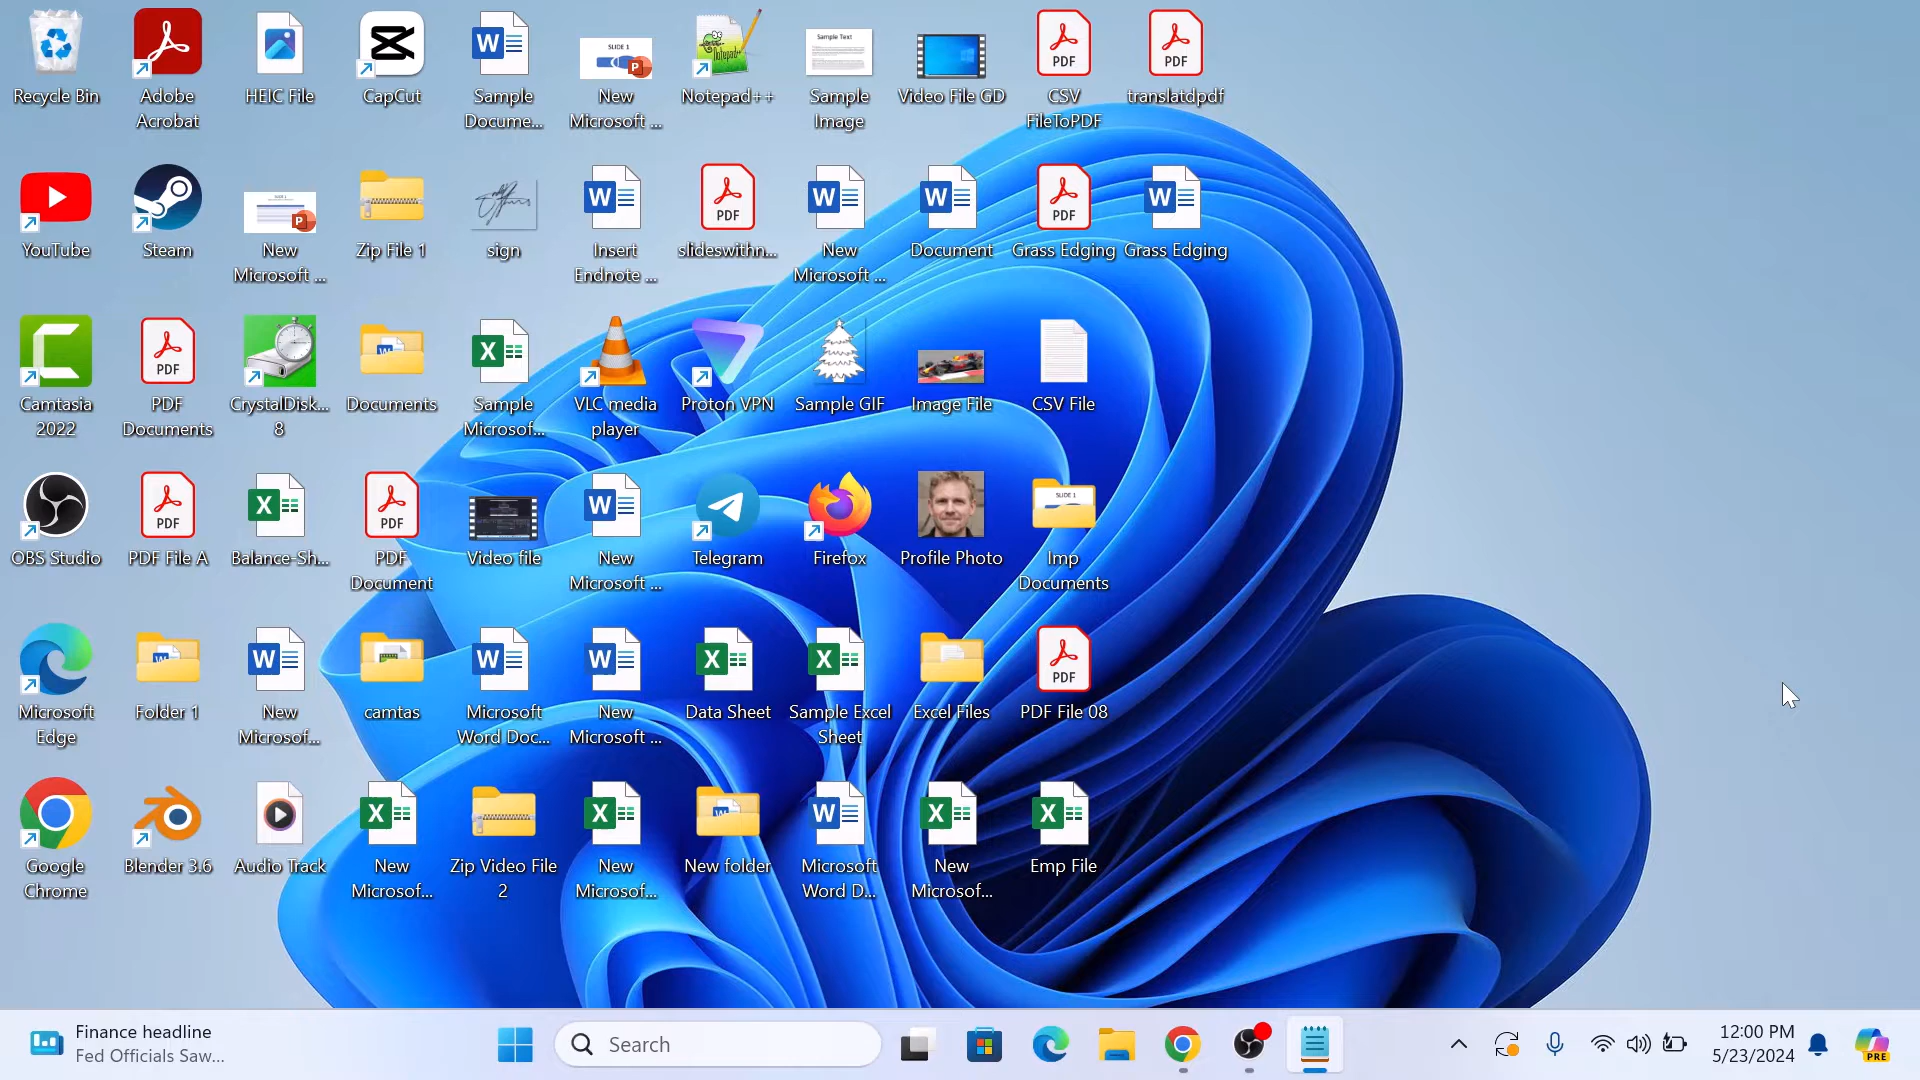 Recycle Bin
Adobe
Acrobat
HEIC File
CapCut
Sample
Docume...
SLIDE 1
New
Microsoft ...
Notepad++
Sample Text
Sample
Image
Video File GD
PDF
CSV
FileToPDF
PDF
translatdpdf
YouTube
Steam
New
Microsoft ...
Zip File 1
sign
Insert
Endnote ...
PDF
slideswithn...
New
Microsoft ...
Document
PDF
Grass Edging
Grass Edging
Camtasia
2022
PDF
PDF
Documents
CrystalDisk...
8
Documents
Sample
Microsof...
VLC media
player
Proton VPN
Sample GIF
Image File
CSV File
OBS Studio
PDF
PDF File A
Balance-Sh...
PDF
PDF
Document
Video file
New
Microsoft ...
Telegram
Firefox
Profile Photo
SLIDE 1
Imp
Documents
Microsoft
Edge
Folder 1
New
Microsof...
camtas
Microsoft
Word Doc...
New
Microsoft ...
Data Sheet
Sample Excel
Sheet
Excel Files
PDF
PDF File 08
Google
Chrome
Blender 3.6
Audio Track
New
Microsof...
Zip Video File
2
New
Microsof...
New folder
Microsoft
Word D...
New
Microsof...
Emp File
Finance headline
Fed Officials Saw...
Search
12:00 PM
5/23/2024
PRE